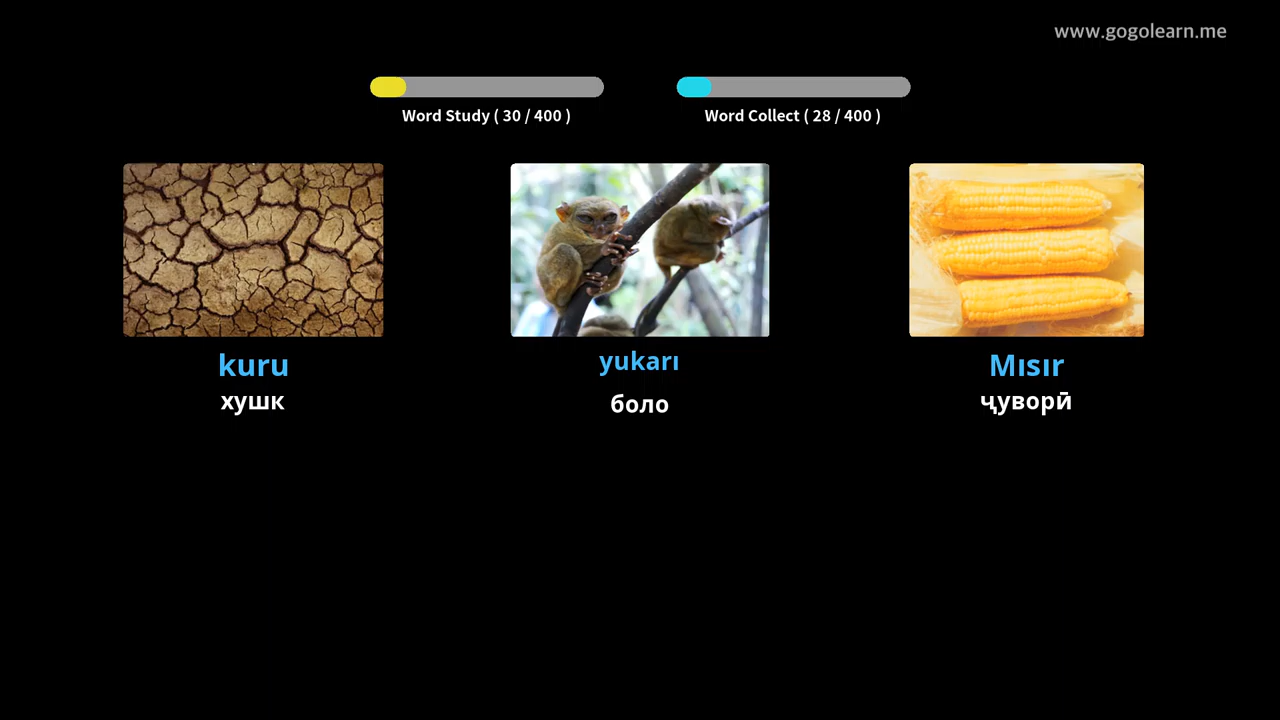 www.gogolearn.me
Word Study ( 30 / 400 )
Word Collect ( 28 / 400 )
kuru
хушк
yukarı
боло
Mısır
ҷуворӣ